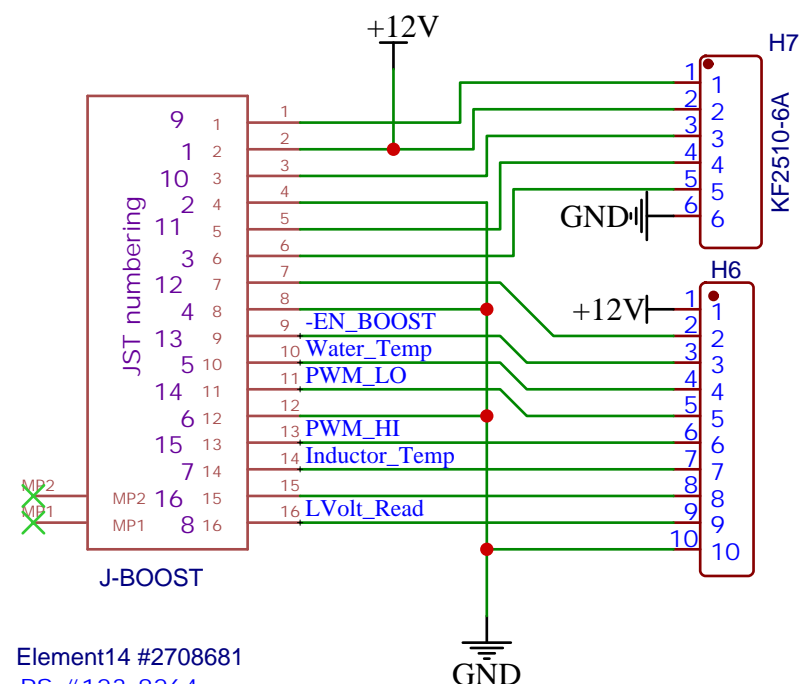 +12V
H7
KF2510-6A
1 1
2 2
3 3
4 4
5 5
6 6
GND
JST numbering
9 1 1
1 2 2
10 3 3
2 4 4
11 5 5
3 6 6
12 7 7
4 8 8
13 9 9 -EN_BOOST
5 10 10 Water_Temp
14 11 11 PWM_LO
6 12 12
15 13 13 PWM_HI
7 14 14 Inductor_Temp
MP2 MP2 16 15 15
MP1 MP1 8 16 16 LVolt_Read
J-BOOST
H6
+12V
1 1
2 2
3 3
4 4
5 5
6 6
7 7
8 8
9 9
10 10
GND
Element14 #2708681